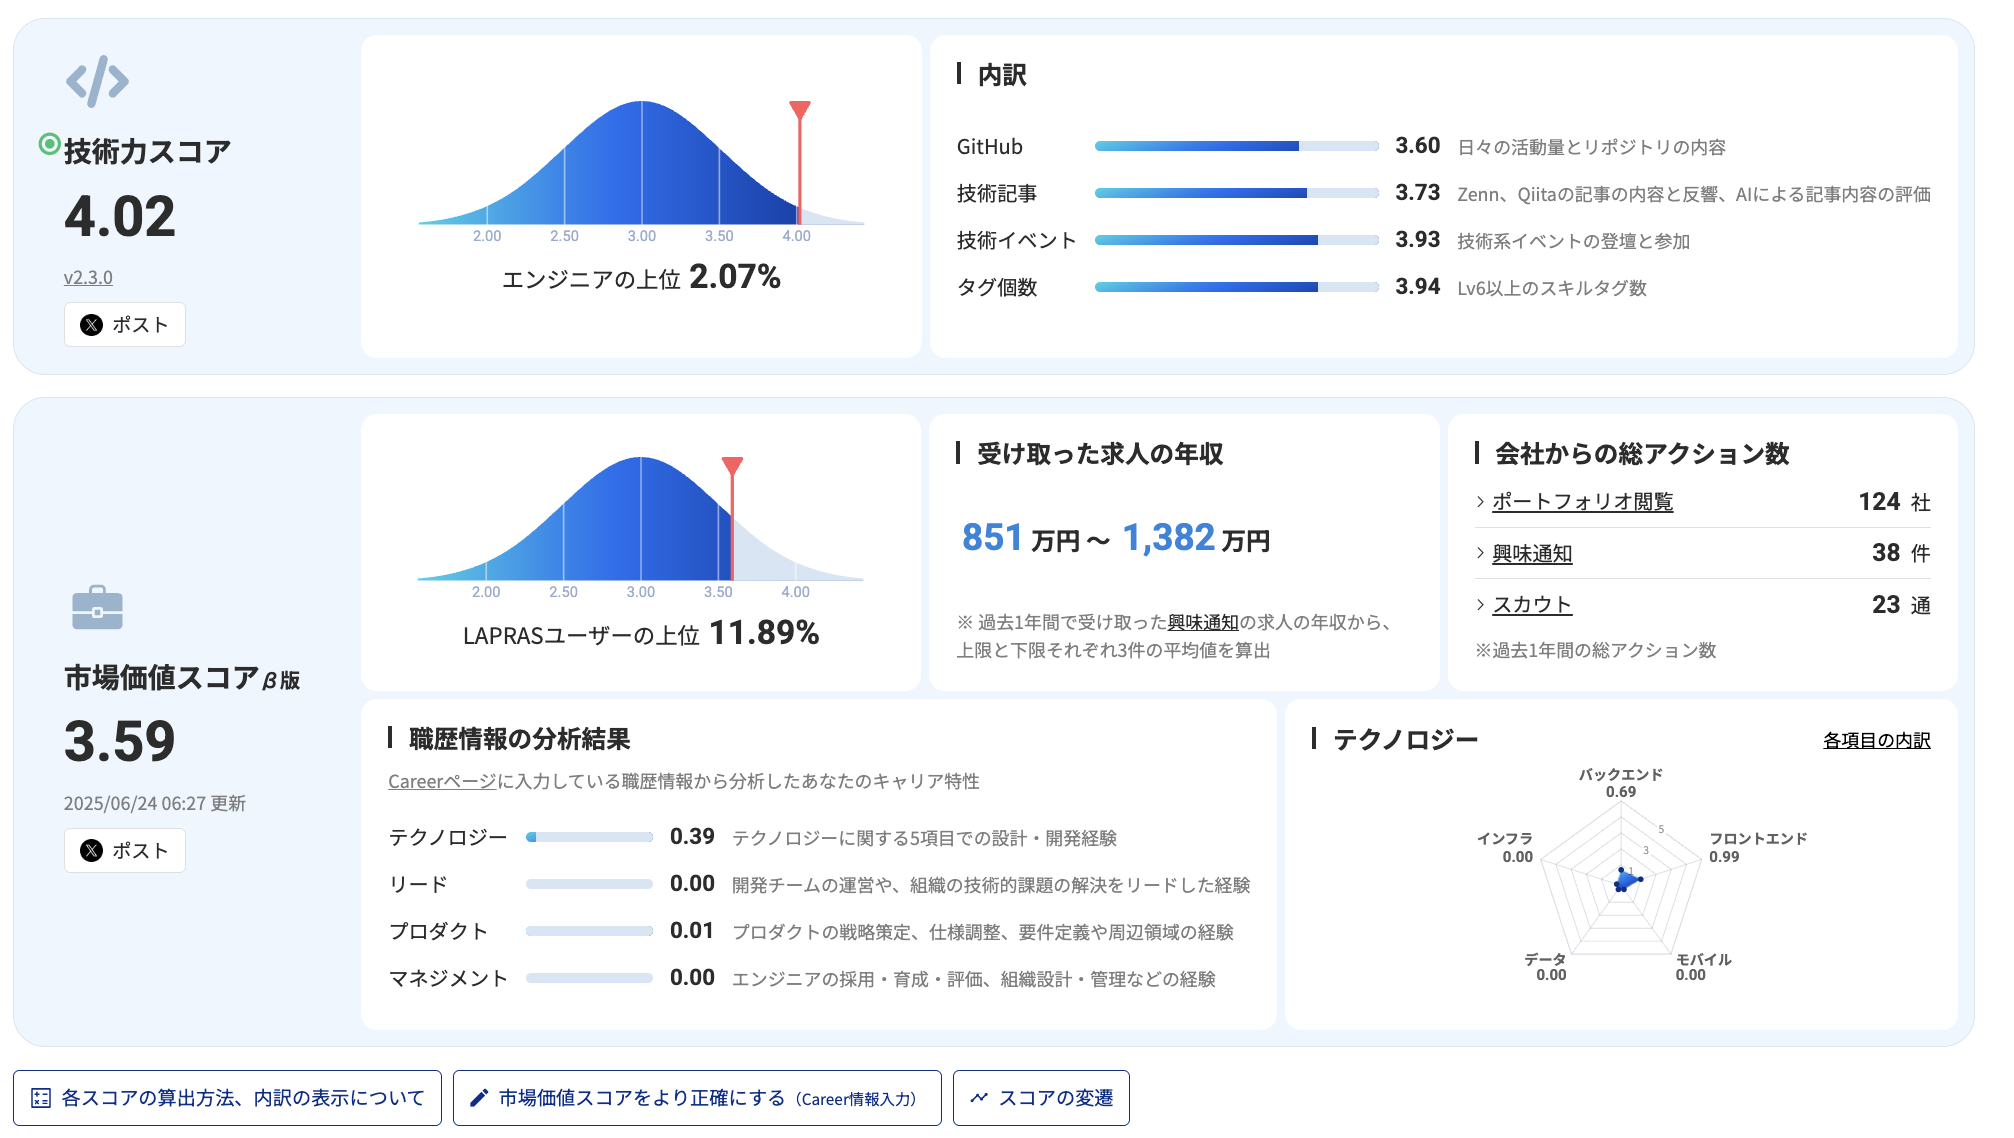 技術力スコア
4.02
v2.3.0
ポスト
2.00 2.50 3.00 3.50 4.00
エンジニアの上位 2.07%
内訳
GitHub 3.60 日々の活動量とリポジトリの内容
技術記事 3.73 Zenn、Qiitaの記事の内容と反響、AIによる記事内容の評価
技術イベント 3.93 技術系イベントの登壇と参加
タグ個数 3.94 Lv6以上のスキルタグ数
市場価値スコアβ版
3.59
2025/06/24 06:27 更新
ポスト
2.00 2.50 3.00 3.50 4.00
LAPRASユーザーの上位 11.89%
受け取った求人の年収
851 万円 〜 1,382 万円
※ 過去1年間で受け取った興味通知の求人の年収から、
上限と下限それぞれ3件の平均値を算出
会社からの総アクション数
ポートフォリオ閲覧 124 社
興味通知 38 件
スカウト 23 通
※過去1年間の総アクション数
職歴情報の分析結果
Careerページに入力している職歴情報から分析したあなたのキャリア特性
テクノロジー 0.39 テクノロジーに関する5項目での設計・開発経験
リード 0.00 開発チームの運営や、組織の技術的課題の解決をリードした経験
プロダクト 0.01 プロダクトの戦略策定、仕様調整、要件定義や周辺領域の経験
マネジメント 0.00 エンジニアの採用・育成・評価、組織設計・管理などの経験
テクノロジー
各項目の内訳
バックエンド
0.69
フロントエンド
0.99
モバイル
0.00
データ
0.00
インフラ
0.00
5
3
1
各スコアの算出方法、内訳の表示について
市場価値スコアをより正確にする（Career情報入力）
スコアの変遷